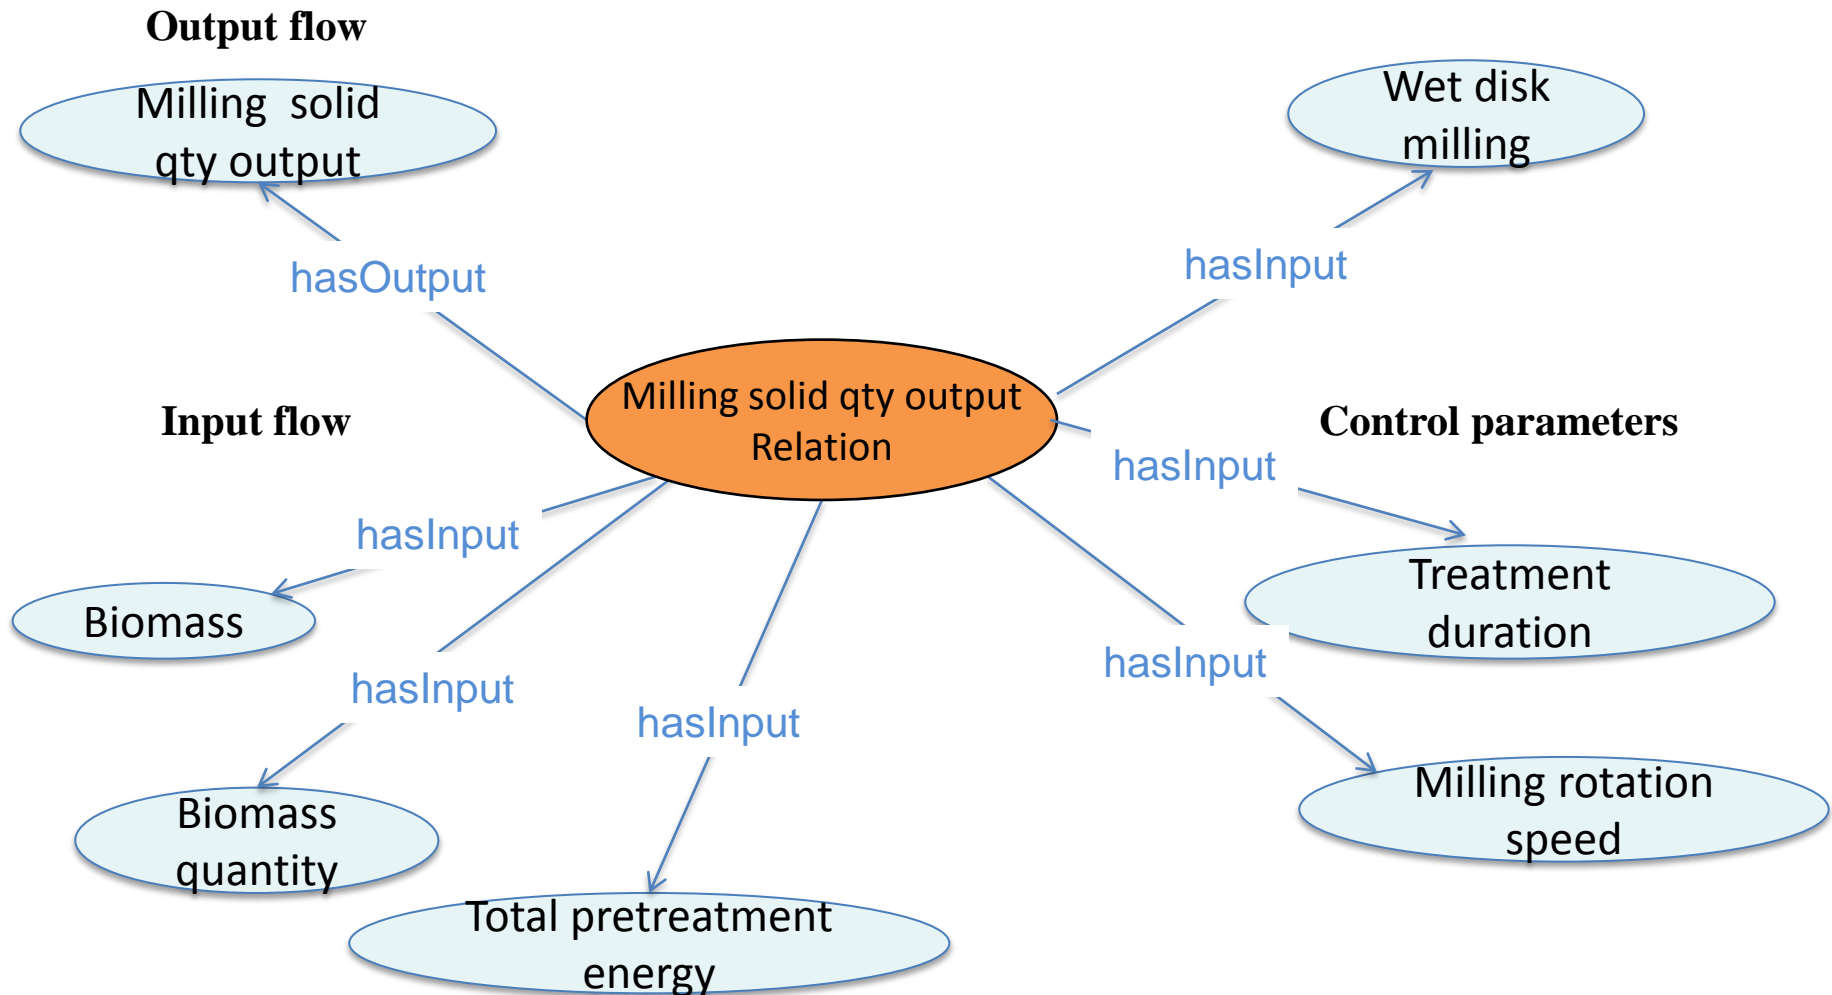 Output flow
Milling solid
qty output
Wet disk
milling
hasOutput
hasInput
Milling solid qty output
Relation
Input flow
Control parameters
hasInput
hasInput
Biomass
Treatment
duration
hasInput
hasInput
hasInput
Biomass
quantity
Milling rotation
speed
Total pretreatment
energy